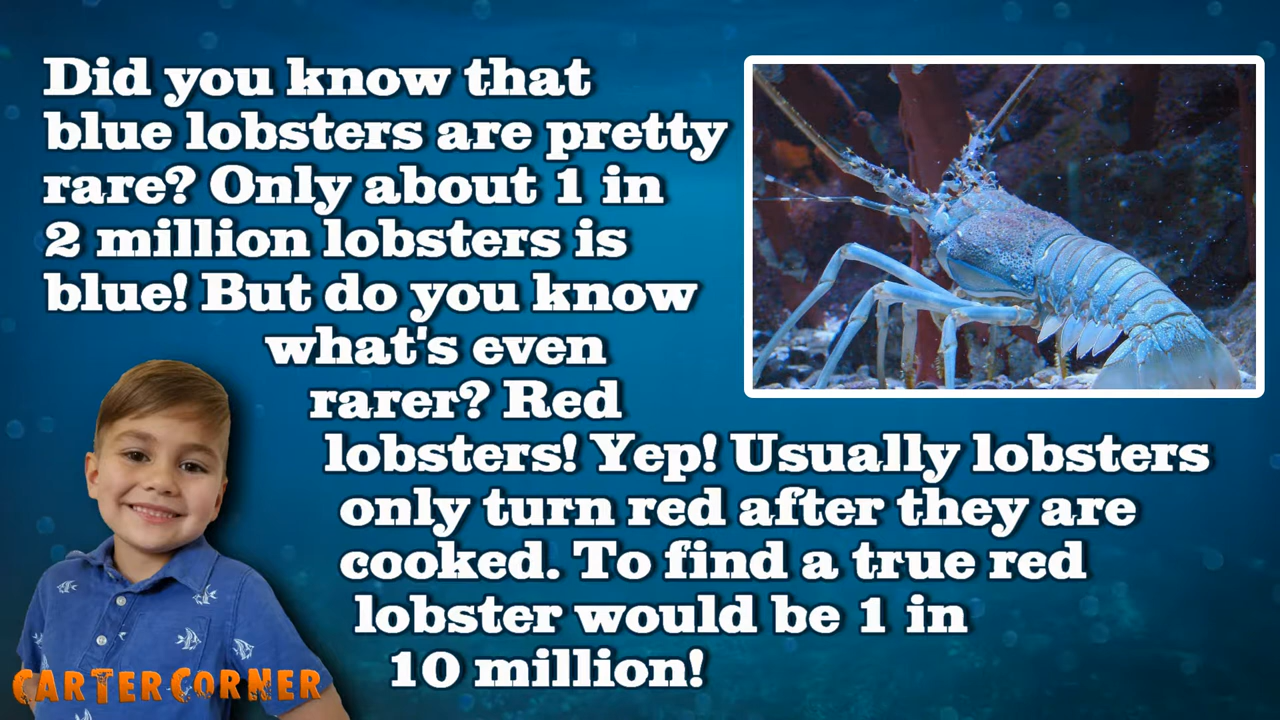 Did you know that
blue lobsters are pretty
rare? Only about 1 in
2 million lobsters is
blue! But do you know
what's even
rarer? Red
lobsters! Yep! Usually lobsters
only turn red after they are
cooked. To find a true red
lobster would be 1 in
10 million!
CARTER CORNER